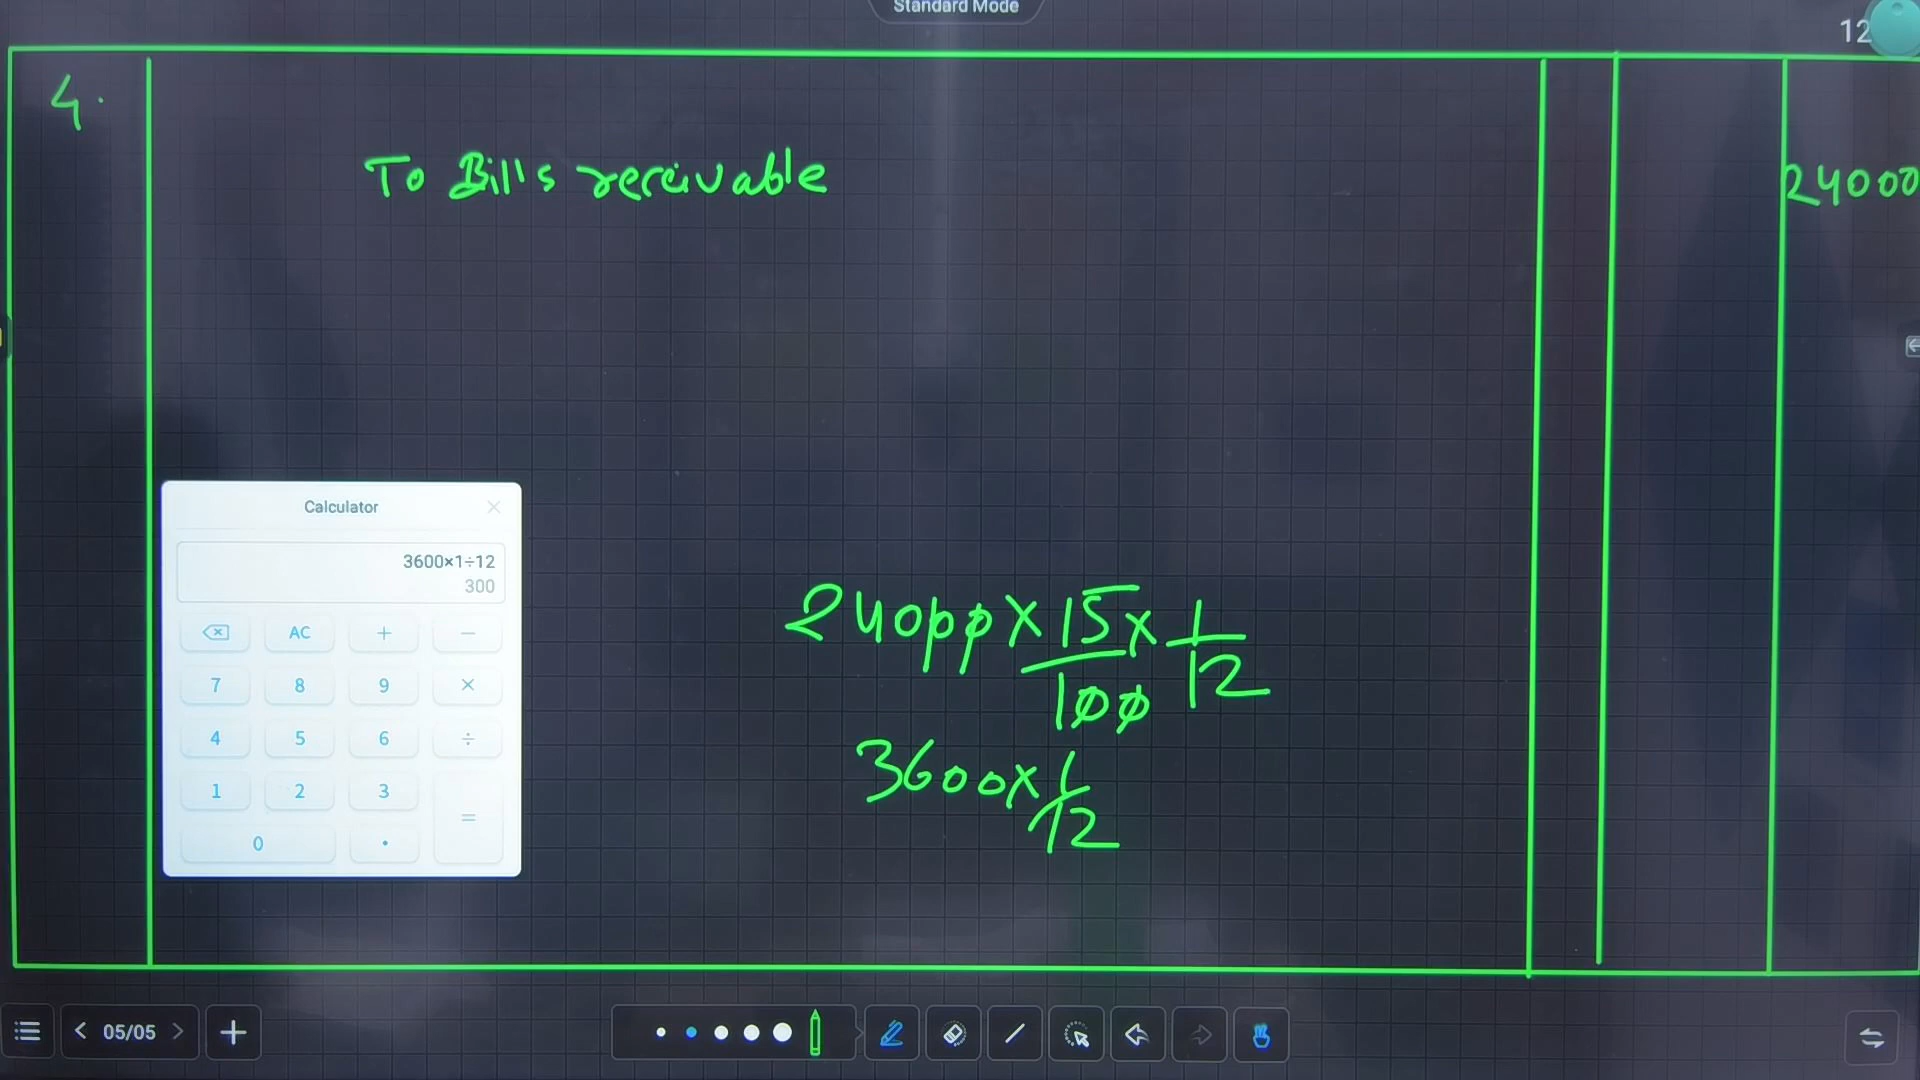 Standard Mode
12
4.
To Bills receivable
24000
Calculator
3600×1÷12
300
AC + −
7 8 9 ×
4 5 6 ÷
1 2 3 =
0 .
24000 × 15/100 × 1/12
3600 × 1/12
05/05